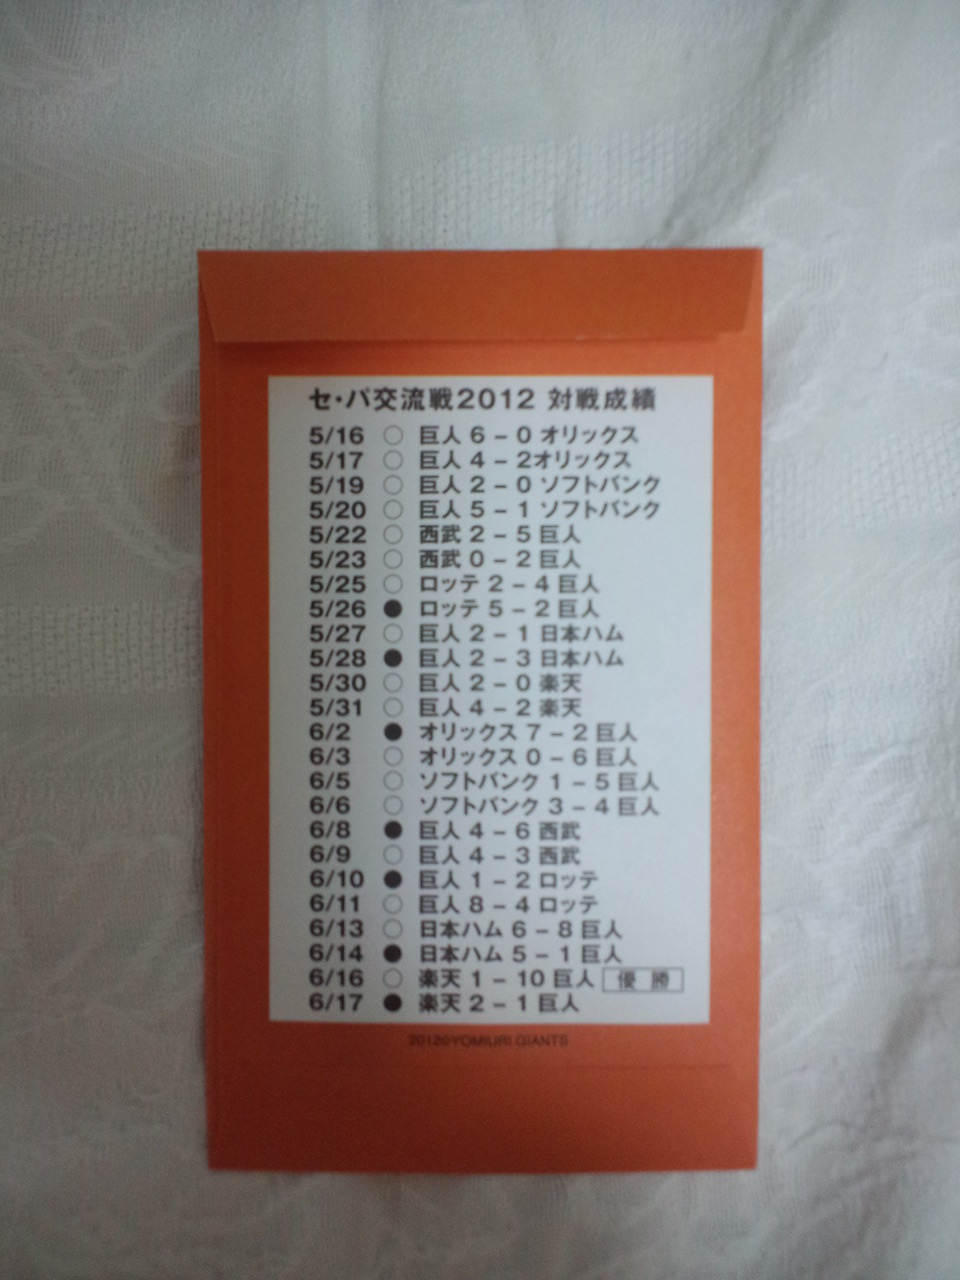 セ・パ交流戦2012 対戦成績
5/16 ○ 巨人 6 − 0 オリックス
5/17 ○ 巨人 4 − 2オリックス
5/19 ○ 巨人 2 − 0 ソフトバンク
5/20 ○ 巨人 5 − 1 ソフトバンク
5/22 ○ 西武 2 − 5 巨人
5/23 ○ 西武 0 − 2 巨人
5/25 ○ ロッテ 2 − 4 巨人
5/26 ● ロッテ 5 − 2 巨人
5/27 ○ 巨人 2 − 1 日本ハム
5/28 ● 巨人 2 − 3 日本ハム
5/30 ○ 巨人 2 − 0 楽天
5/31 ○ 巨人 4 − 2 楽天
6/2 ● オリックス 7 − 2 巨人
6/3 ○ オリックス 0 − 6 巨人
6/5 ○ ソフトバンク 1 − 5 巨人
6/6 ○ ソフトバンク 3 − 4 巨人
6/8 ● 巨人 4 − 6 西武
6/9 ○ 巨人 4 − 3 西武
6/10 ● 巨人 1 − 2 ロッテ
6/11 ○ 巨人 8 − 4 ロッテ
6/13 ○ 日本ハム 6 − 8 巨人
6/14 ● 日本ハム 5 − 1 巨人
6/16 ○ 楽天 1 − 10 巨人 優 勝
6/17 ● 楽天 2 − 1 巨人
2012©YOMIURI GIANTS